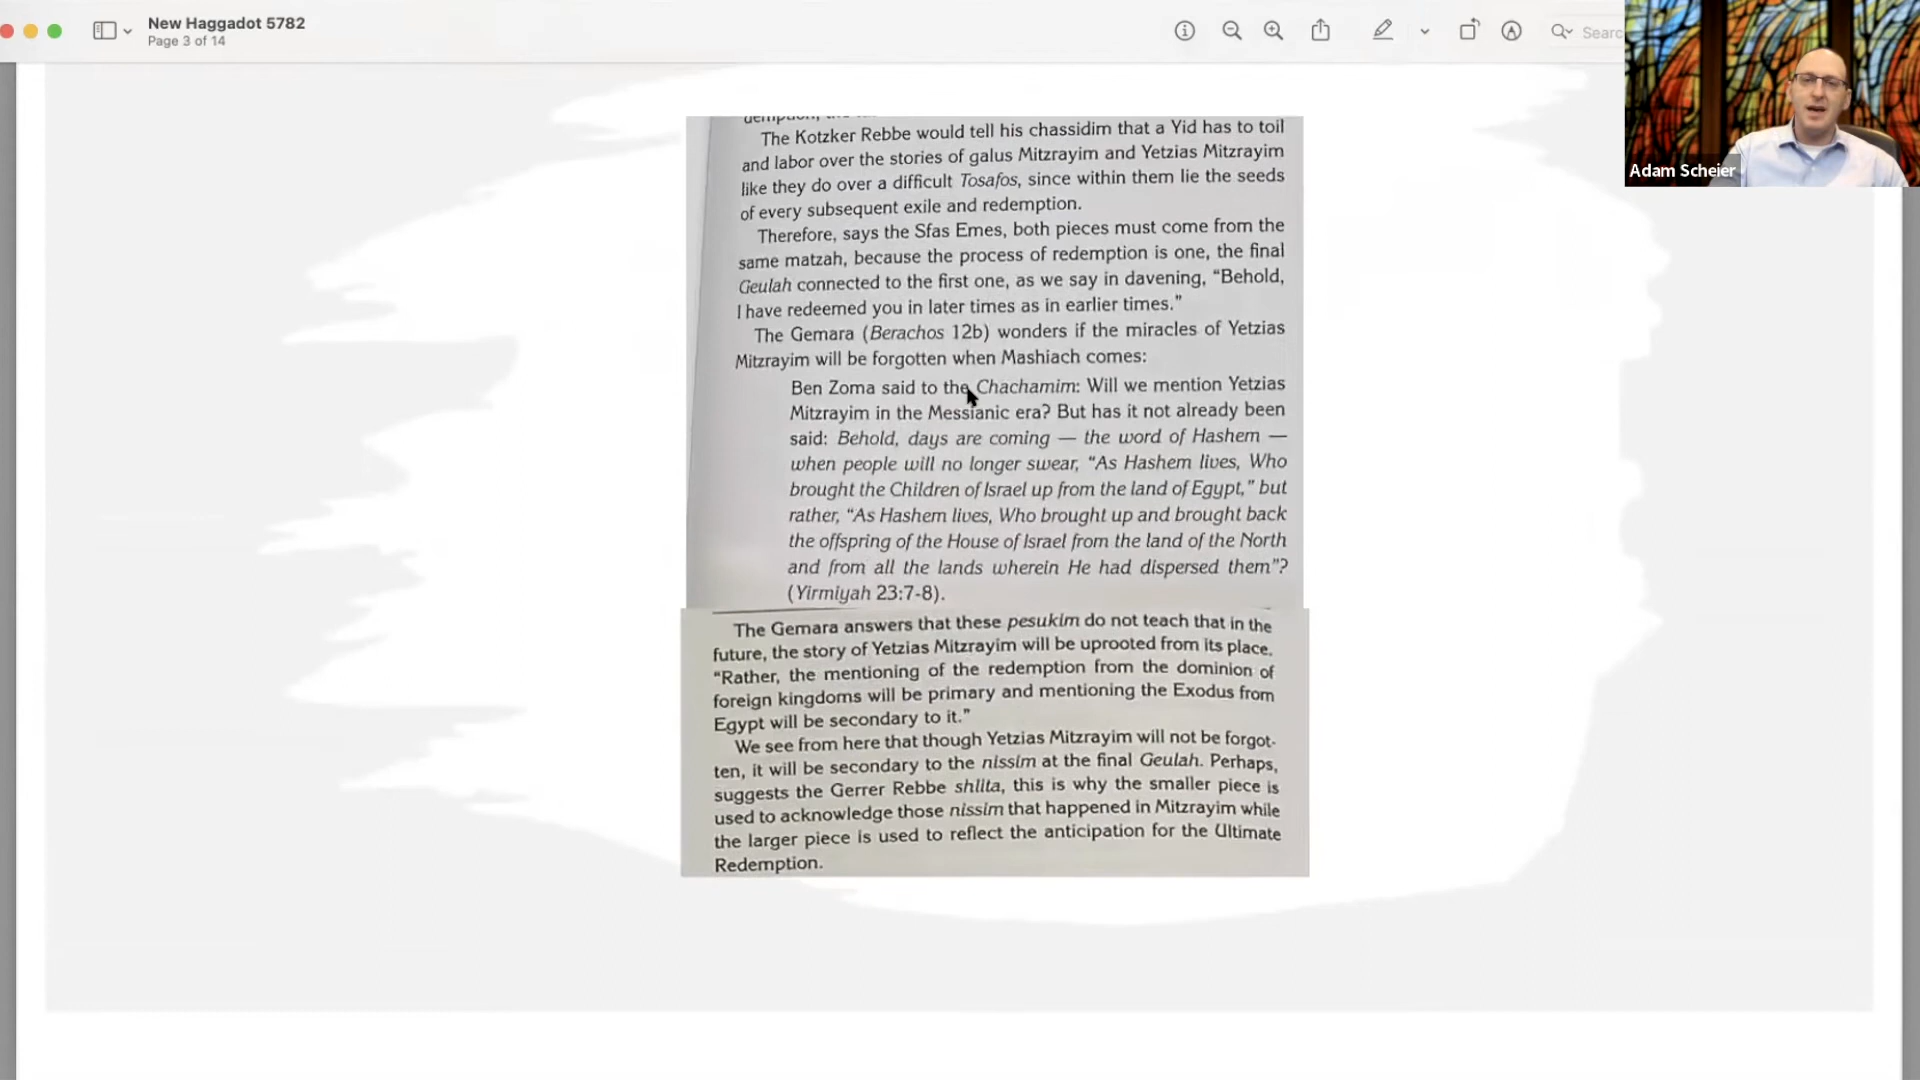 New Haggadot 5782
Page 3 of 14
Adam Scheier
The Kotzker Rebbe would tell his chassidim that a Yid has to toil
and labor over the stories of galus Mitzrayim and Yetzias Mitzrayim
like they do over a difficult Tosafos, since within them lie the seeds
of every subsequent exile and redemption.
Therefore, says the Sfas Emes, both pieces must come from the
same matzah, because the process of redemption is one, the final
Geulah connected to the first one, as we say in davening, “Behold,
I have redeemed you in later times as in earlier times.”
The Gemara (Berachos 12b) wonders if the miracles of Yetzias
Mitzrayim will be forgotten when Mashiach comes:
Ben Zoma said to the Chachamim: Will we mention Yetzias
Mitzrayim in the Messianic era? But has it not already been
said: Behold, days are coming — the word of Hashem —
when people will no longer swear, “As Hashem lives, Who
brought the Children of Israel up from the land of Egypt,” but
rather, “As Hashem lives, Who brought up and brought back
the offspring of the House of Israel from the land of the North
and from all the lands wherein He had dispersed them”?
(Yirmiyah 23:7-8).
The Gemara answers that these pesukim do not teach that in the
future, the story of Yetzias Mitzrayim will be uprooted from its place.
“Rather, the mentioning of the redemption from the dominion of
foreign kingdoms will be primary and mentioning the Exodus from
Egypt will be secondary to it.”
We see from here that though Yetzias Mitzrayim will not be forgot-
ten, it will be secondary to the nissim at the final Geulah. Perhaps,
suggests the Gerrer Rebbe shlita, this is why the smaller piece is
used to acknowledge those nissim that happened in Mitzrayim while
the larger piece is used to reflect the anticipation for the Ultimate
Redemption.